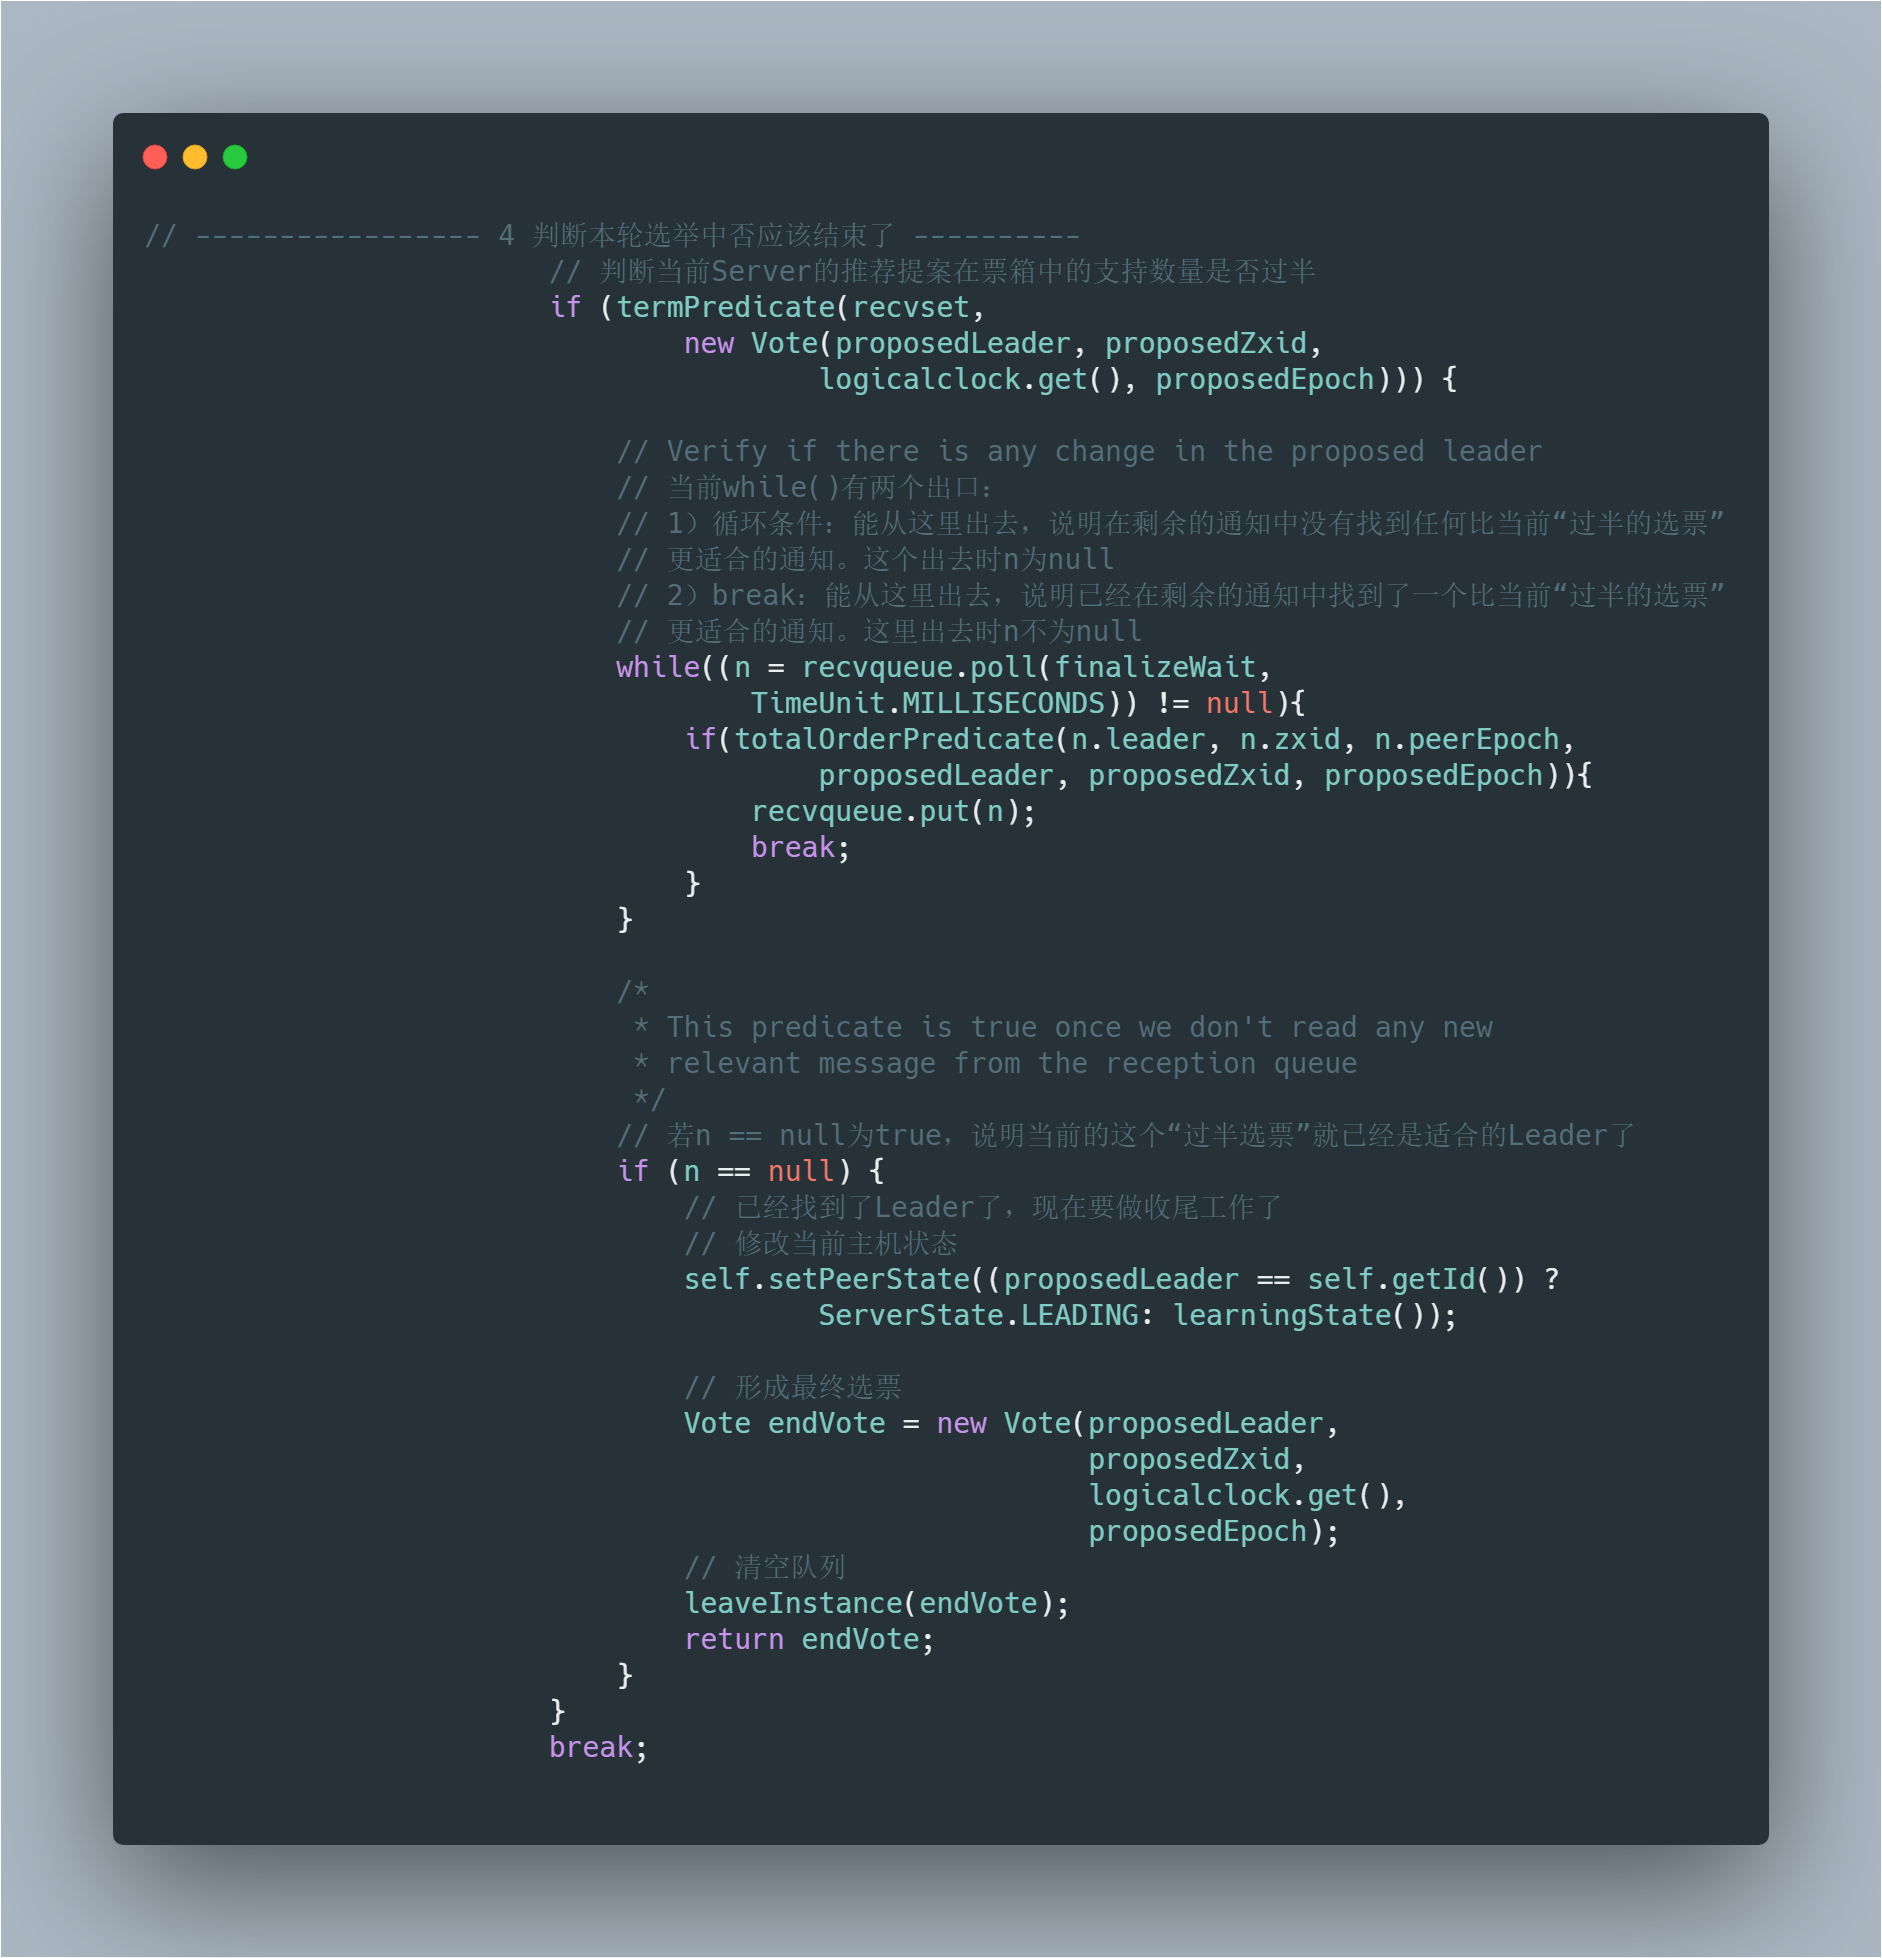 // ----------------- 4 判断本轮选举中否应该结束了 ----------
// 判断当前Server的推荐提案在票箱中的支持数量是否过半
if (termPredicate(recvset,
new Vote(proposedLeader, proposedZxid,
logicalclock.get(), proposedEpoch))) {
// Verify if there is any change in the proposed leader
// 当前while()有两个出口：
// 1）循环条件：能从这里出去，说明在剩余的通知中没有找到任何比当前“过半的选票”
// 更适合的通知。这个出去时n为null
// 2）break：能从这里出去，说明已经在剩余的通知中找到了一个比当前“过半的选票”
// 更适合的通知。这里出去时n不为null
while((n = recvqueue.poll(finalizeWait,
TimeUnit.MILLISECONDS)) != null){
if(totalOrderPredicate(n.leader, n.zxid, n.peerEpoch,
proposedLeader, proposedZxid, proposedEpoch)){
recvqueue.put(n);
break;
}
}
/*
* This predicate is true once we don't read any new
* relevant message from the reception queue
*/
// 若n == null为true，说明当前的这个“过半选票”就已经是适合的Leader了
if (n == null) {
// 已经找到了Leader了，现在要做收尾工作了
// 修改当前主机状态
self.setPeerState((proposedLeader == self.getId()) ?
ServerState.LEADING: learningState());
// 形成最终选票
Vote endVote = new Vote(proposedLeader,
proposedZxid,
logicalclock.get(),
proposedEpoch);
// 清空队列
leaveInstance(endVote);
return endVote;
}
}
break;